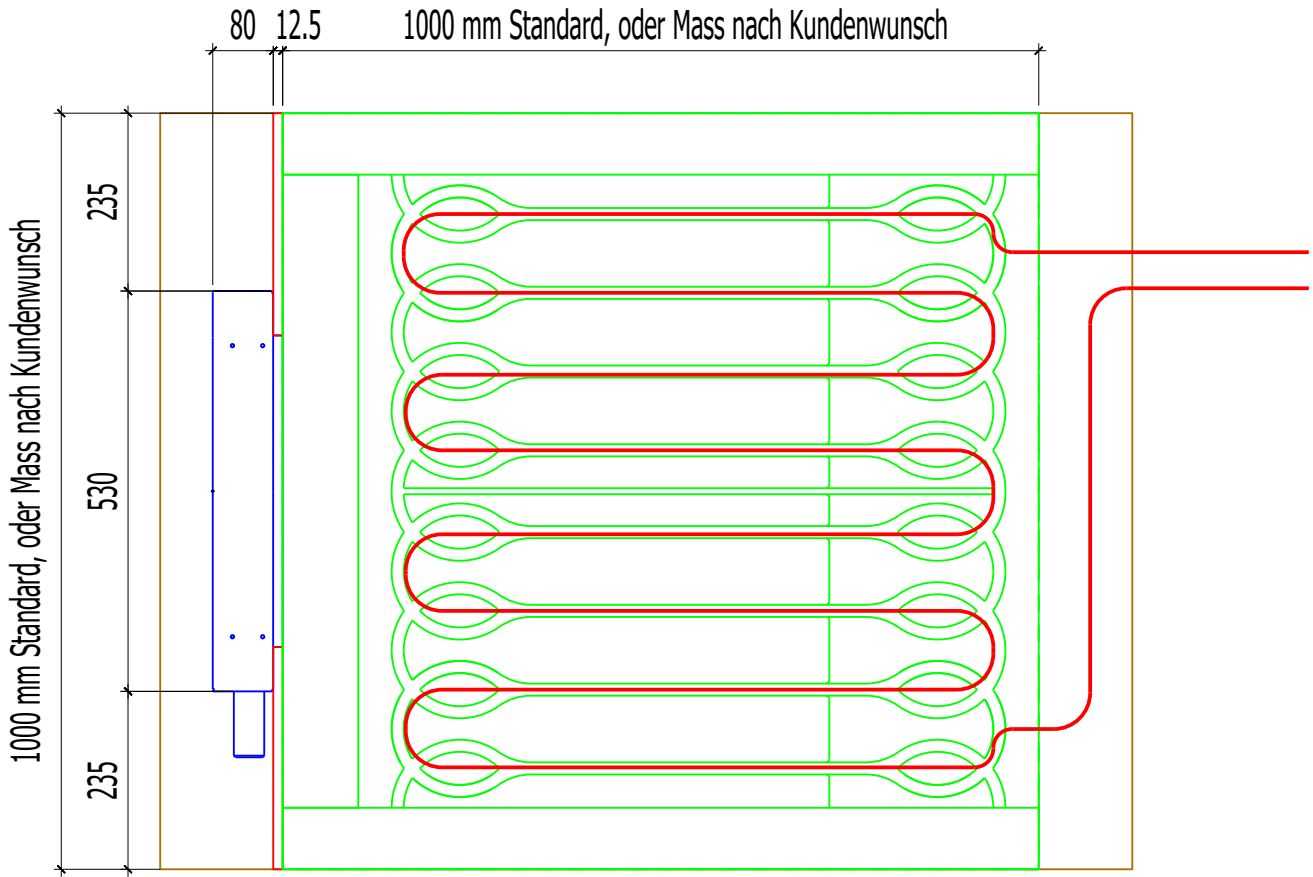 80 12.5 1000 mm Standard, oder Mass nach Kundenwunsch
235
1000 mm Standard, oder Mass nach Kundenwunsch
530
235